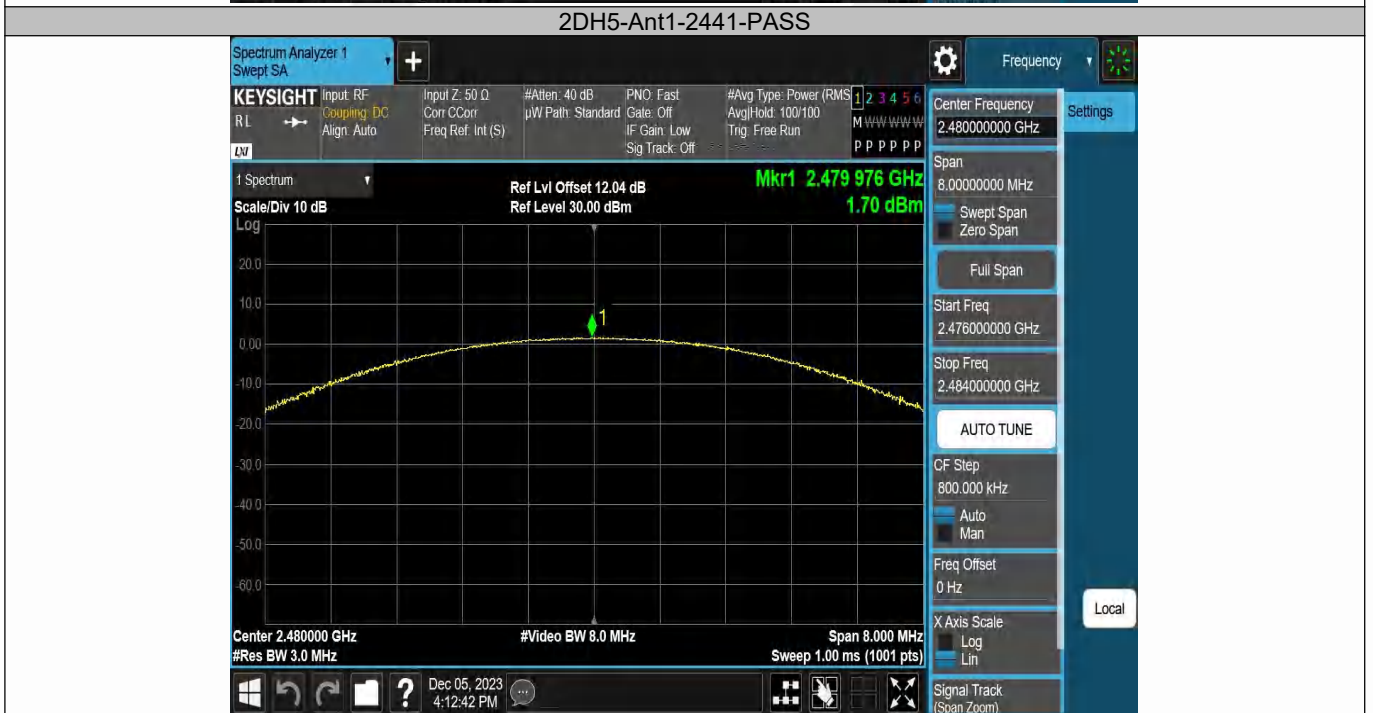 2DH5-Ant1-2441-PASS
Spectrum Analyzer 1
Swept SA
Frequency
KEYSIGHT
RL
LXI
Input: RF
Coupling: DC
Align: Auto
Input Z: 50 Ω
Corr CCorr
Freq Ref: Int (S)
#Atten: 40 dB
µW Path: Standard
PNO: Fast
Gate: Off
IF Gain: Low
Sig Track: Off
#Avg Type: Power (RMS
Avg|Hold: 100/100
Trig: Free Run
1 2 3 4 5 6
M W W W W W
P P P P P P
1 Spectrum
Scale/Div 10 dB
Ref Lvl Offset 12.04 dB
Ref Level 30.00 dBm
Mkr1 2.479 976 GHz
1.70 dBm
Log
20.0
10.0
0.00
-10.0
-20.0
-30.0
-40.0
-50.0
-60.0
1
Center 2.480000 GHz
#Video BW 8.0 MHz
Span 8.000 MHz
#Res BW 3.0 MHz
Sweep 1.00 ms (1001 pts)
Dec 05, 2023
4:12:42 PM
?
Center Frequency
2.480000000 GHz
Settings
Span
8.00000000 MHz
Swept Span
Zero Span
Full Span
Start Freq
2.476000000 GHz
Stop Freq
2.484000000 GHz
AUTO TUNE
CF Step
800.000 kHz
Auto
Man
Freq Offset
0 Hz
Local
X Axis Scale
Log
Lin
Signal Track
(Span Zoom)